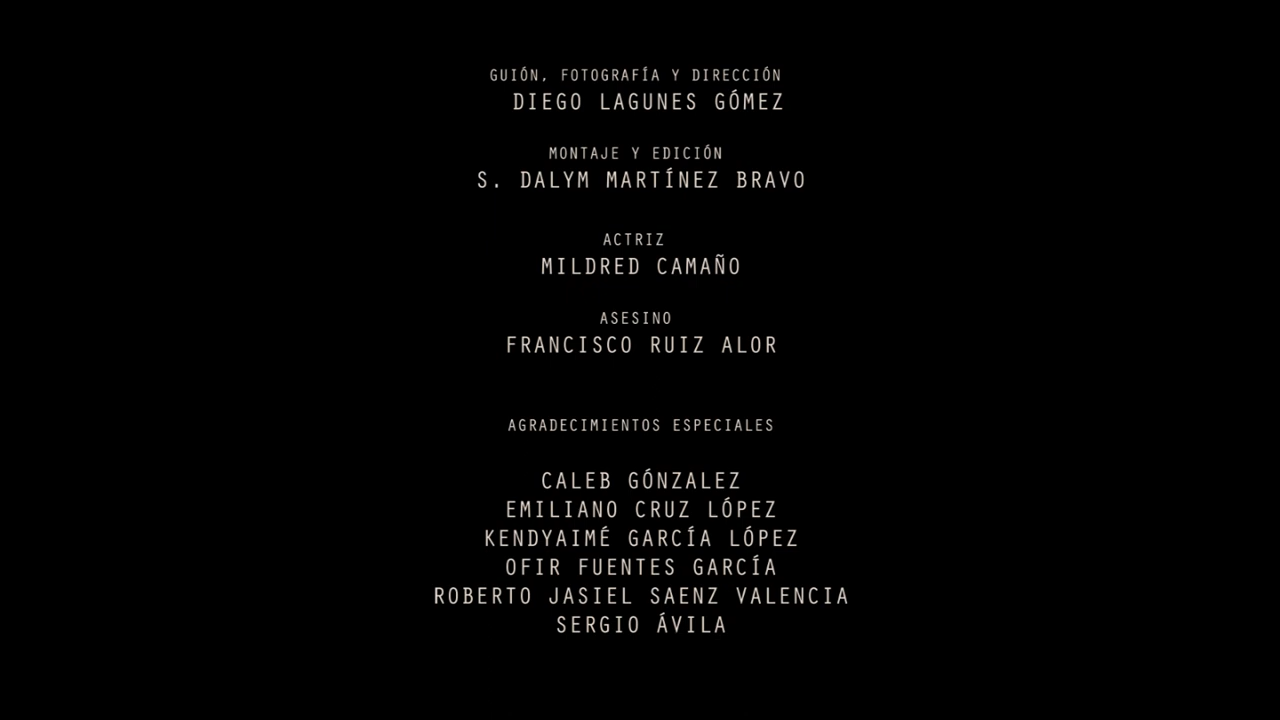 GUIÓN, FOTOGRAFÍA Y DIRECCIÓN
DIEGO LAGUNES GÓMEZ
MONTAJE Y EDICIÓN
S. DALYM MARTÍNEZ BRAVO
ACTRIZ
MILDRED CAMAÑO
ASESINO
FRANCISCO RUIZ ALOR
AGRADECIMIENTOS ESPECIALES
CALEB GÓNZALEZ
EMILIANO CRUZ LÓPEZ
KENDYAIMÉ GARCÍA LÓPEZ
OFIR FUENTES GARCÍA
ROBERTO JASIEL SAENZ VALENCIA
SERGIO ÁVILA